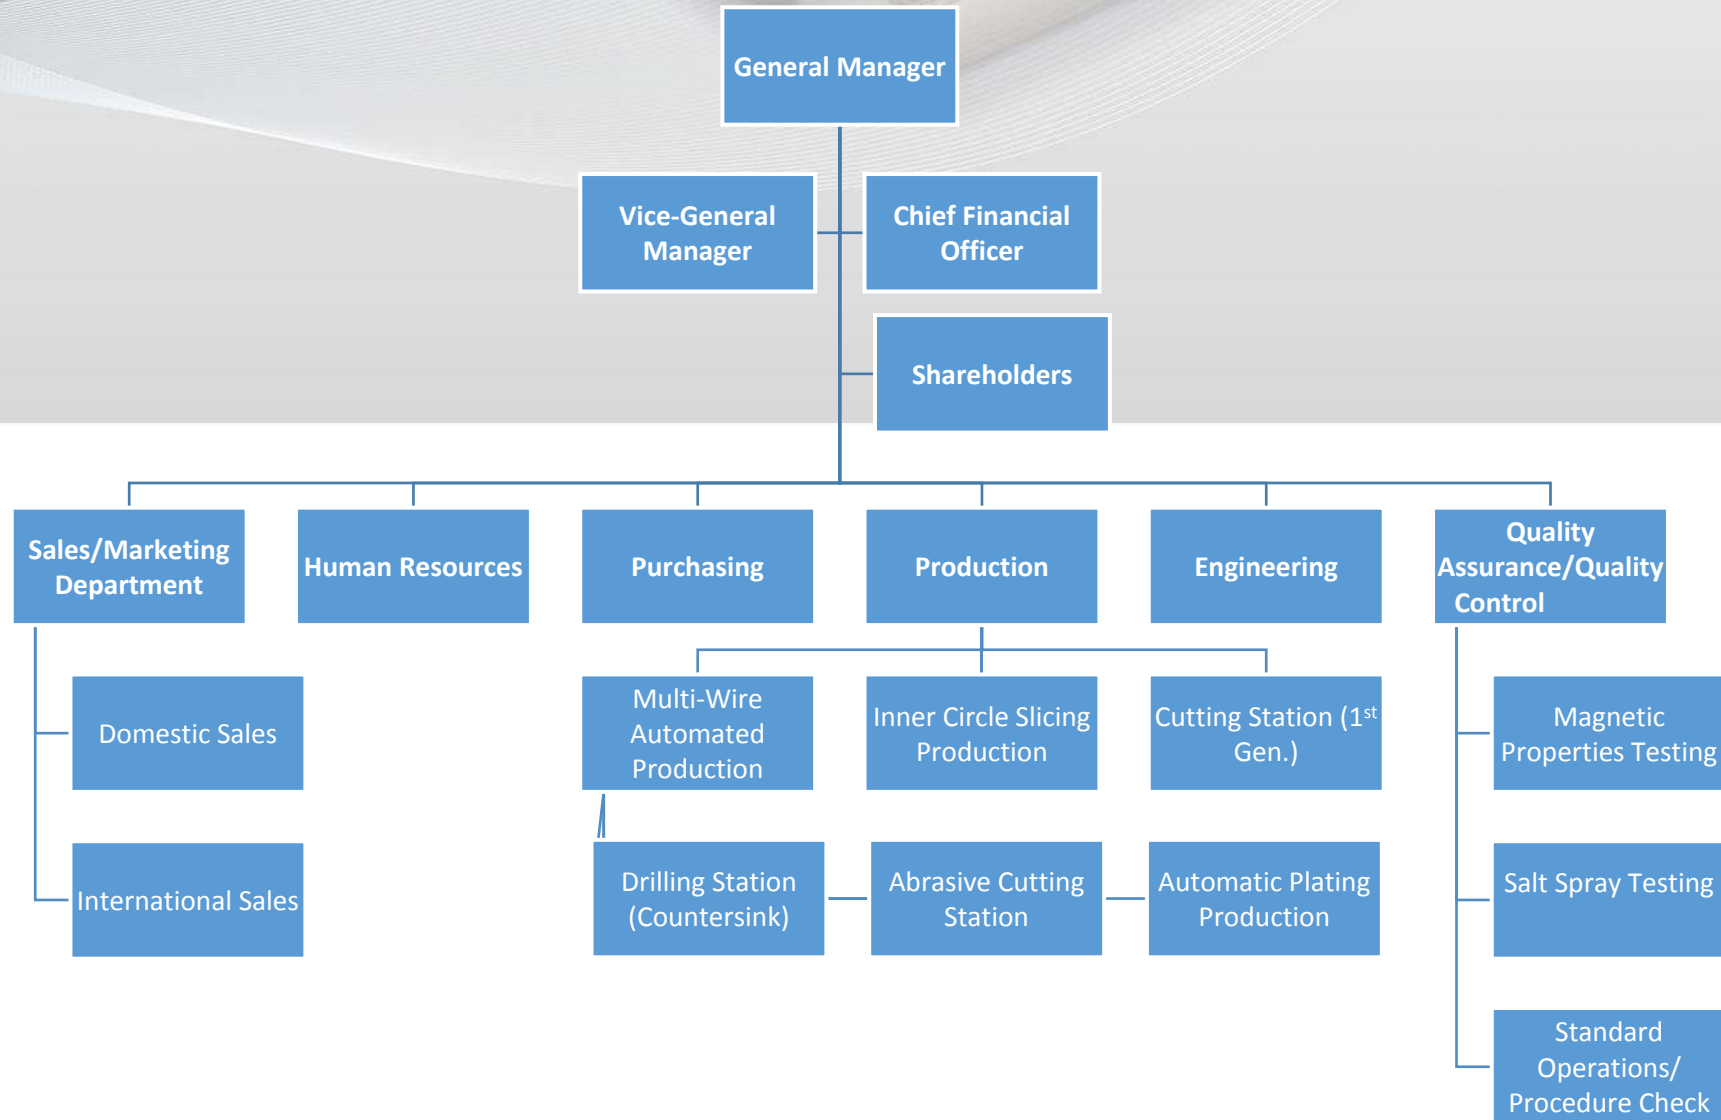 General Manager
Vice-General
Manager
Chief Financial
Officer
Shareholders
Sales/Marketing
Department
Human Resources
Purchasing
Production
Engineering
Quality
Assurance/Quality
Control
Domestic Sales
International Sales
Multi-Wire
Automated
Production
Inner Circle Slicing
Production
Cutting Station (1st
Gen.)
Drilling Station
(Countersink)
Abrasive Cutting
Station
Automatic Plating
Production
Magnetic
Properties Testing
Salt Spray Testing
Standard
Operations/
Procedure Check